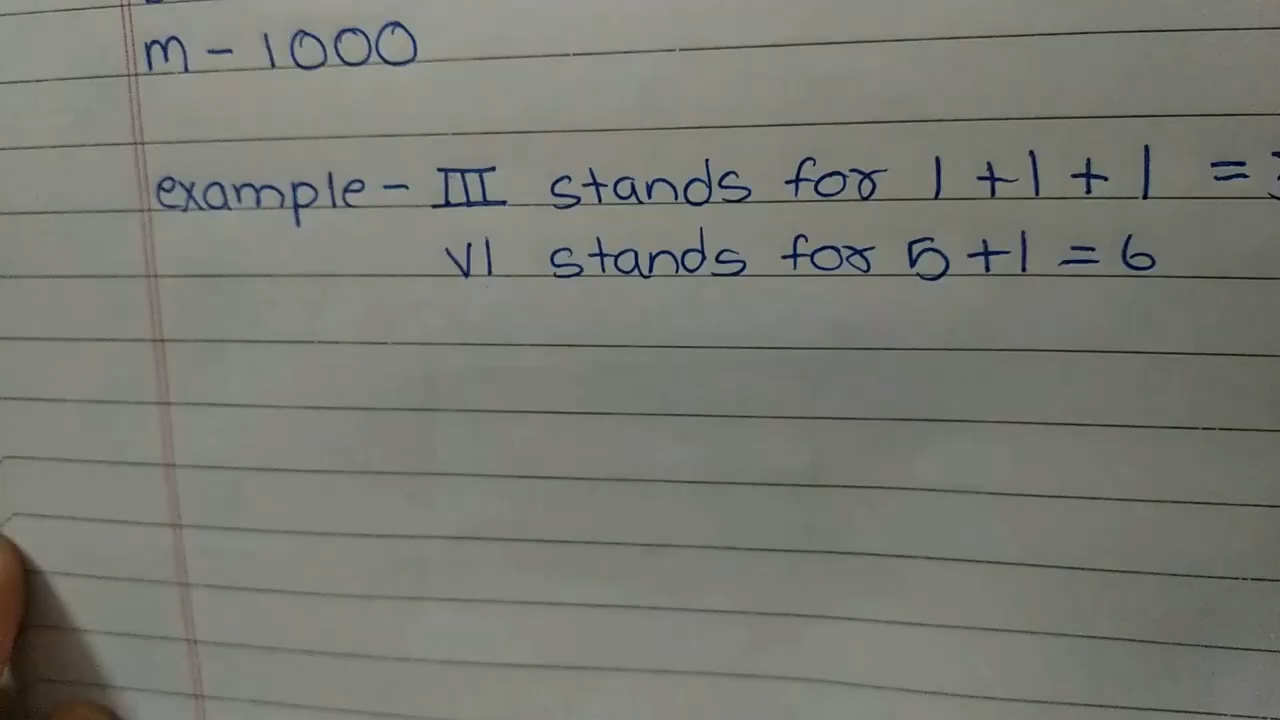 m - 1000
example - III stands for 1 + 1 + 1 =
VI stands for 5 + 1 = 6